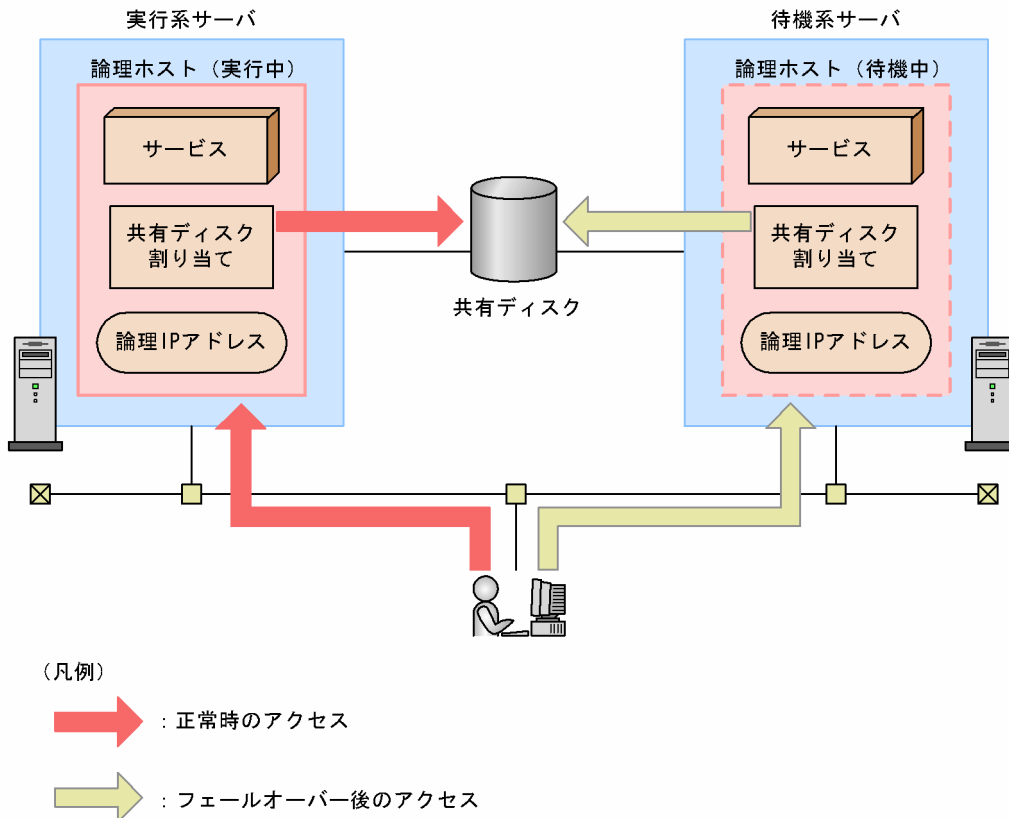 実行系サーバ
待機系サーバ
論理ホスト（実行中）
論理ホスト（待機中）
サービス
サービス
共有ディスク
割り当て
共有ディスク
割り当て
共有ディスク
論理IPアドレス
論理IPアドレス
（凡例）
：正常時のアクセス
：フェールオーバー後のアクセス